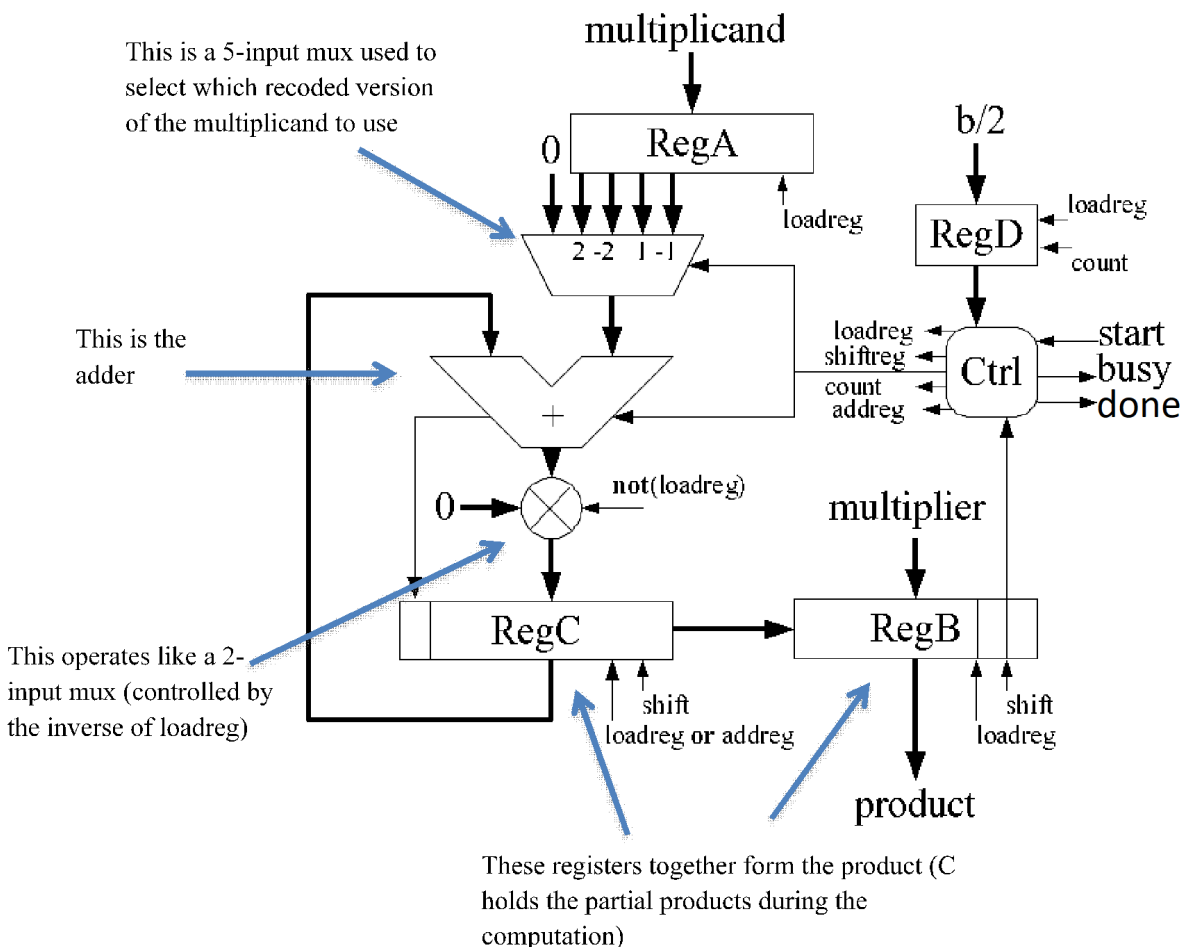 This is a 5-input mux used to
select which recoded version
of the multiplicand to use
multiplicand
RegA
0
loadreg
2 -2 1 -1
b/2
RegD
loadreg
count
This is the
adder
+
loadreg
shiftreg
count
addreg
Ctrl
start
busy
done
0
not(loadreg)
multiplier
RegC
RegB
This operates like a 2-
input mux (controlled by
the inverse of loadreg)
shift
loadreg or addreg
shift
loadreg
product
These registers together form the product (C
holds the partial products during the
computation)